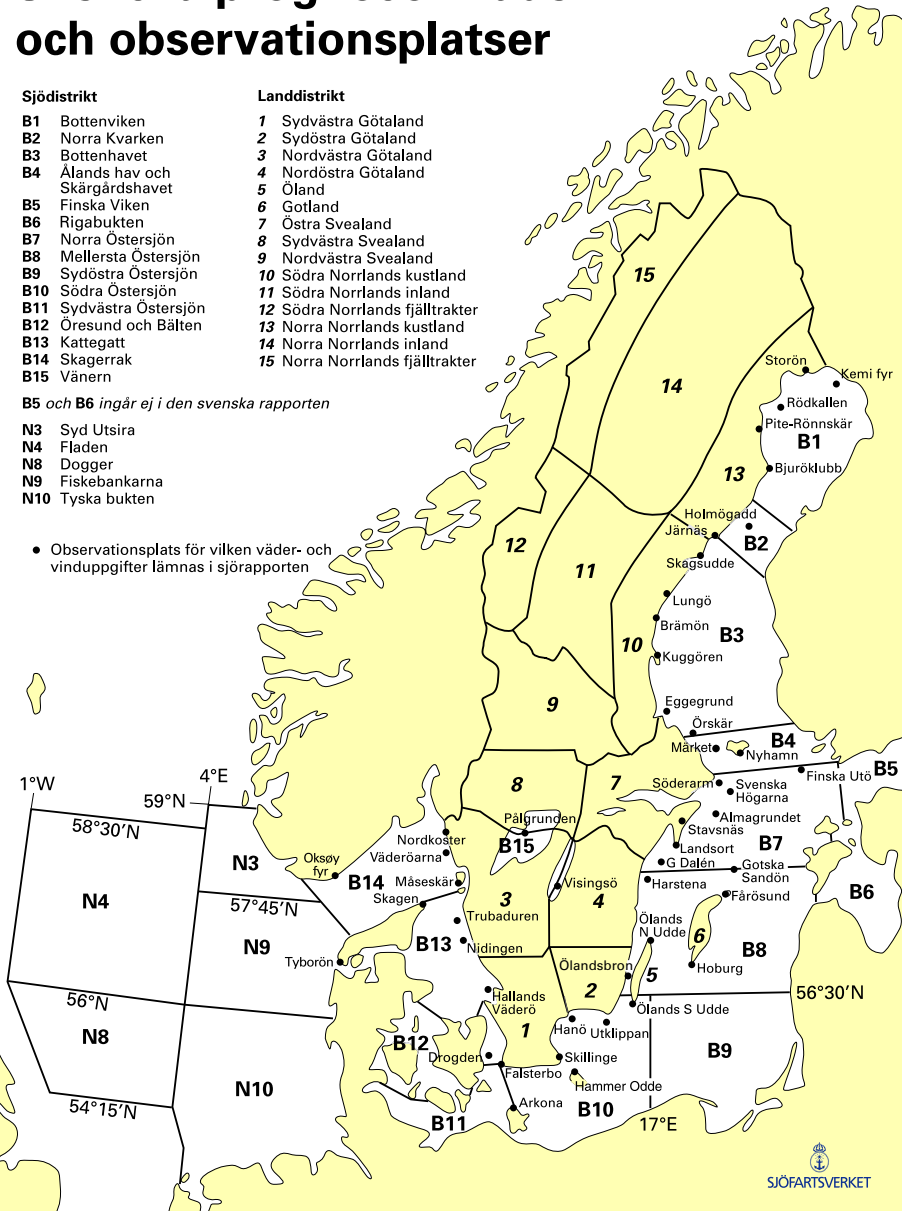 och observationsplatser
Sjödistrikt
B1 Bottenviken
B2 Norra Kvarken
B3 Bottenhavet
B4 Ålands hav och
Skärgårdshavet
B5 Finska Viken
B6 Rigabukten
B7 Norra Östersjön
B8 Mellersta Östersjön
B9 Sydöstra Östersjön
B10 Södra Östersjön
B11 Sydvästra Östersjön
B12 Öresund och Bälten
B13 Kattegatt
B14 Skagerrak
B15 Vänern
B5 och B6 ingår ej i den svenska rapporten
N3 Syd Utsira
N4 Fladen
N8 Dogger
N9 Fiskebankarna
N10 Tyska bukten
• Observationsplats för vilken väder- och
vinduppgifter lämnas i sjörapporten
Landdistrikt
1 Sydvästra Götaland
2 Sydöstra Götaland
3 Nordvästra Götaland
4 Nordöstra Götaland
5 Öland
6 Gotland
7 Östra Svealand
8 Sydvästra Svealand
9 Nordvästra Svealand
10 Södra Norrlands kustland
11 Södra Norrlands inland
12 Södra Norrlands fjälltrakter
13 Norra Norrlands kustland
14 Norra Norrlands inland
15 Norra Norrlands fjälltrakter
15
14
Storön
Kemi fyr
Rödkallen
Pite-Rönnskär
B1
Bjuröklubb
13
Holmögadd
Järnäs
B2
12
Skagsudde
11
Lungö
Brämön
B3
10
Kuggören
Eggegrund
9
Örskär
B4
Märket
Nyhamn
B5
Finska Utö
1°W
4°E
59°N
58°30'N
8
7
Söderarm
Svenska
Högarna
Pålgrunden
Almagrundet
Stavsnäs
Nordkoster
B15
B7
Väderöarna
Landsort
G Dalén
N3
Oksøy
fyr
B14
Måseskär
Visingsö
Harstena
Gotska
Sandön
B6
N4
57°45'N
Skagen
3
4
Fårösund
Trubaduren
Ölands
N Udde
6
N9
B13
Nidingen
B8
Tyborön
Ölandsbron
5
Hoburg
56°N
2
56°30'N
Hallands
Väderö
Ölands S Udde
N8
1
Hanö
Utklippan
B12
Drogden
Skillinge
B9
Falsterbo
Hammer Odde
N10
54°15'N
Arkona
B10
B11
17°E
SJÖFARTSVERKET